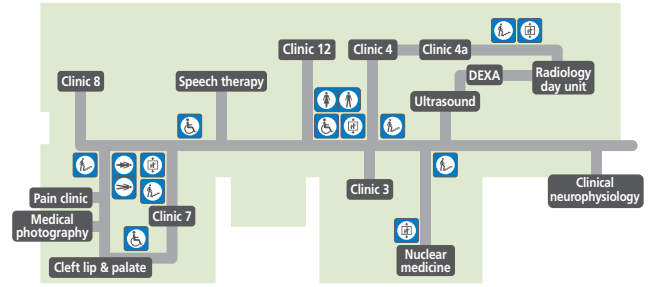 Clinic 12
Clinic 4
Clinic 4a
Clinic 8
Speech therapy
DEXA
Radiology
day unit
Ultrasound
Pain clinic
Medical
photography
Clinic 7
Clinic 3
Clinical
neurophysiology
Cleft lip & palate
Nuclear
medicine